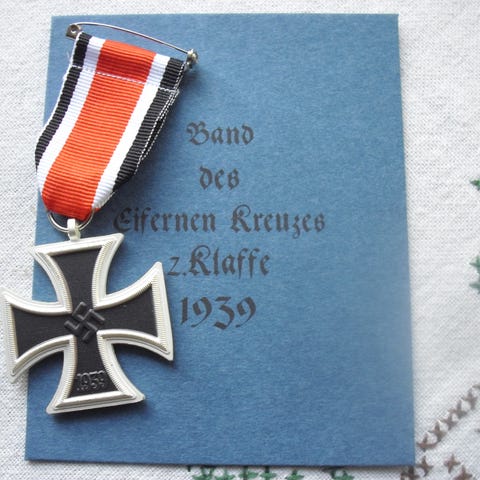 Band
des
Eiſernen Kreuzes
2. Klaſſe
1939
1939